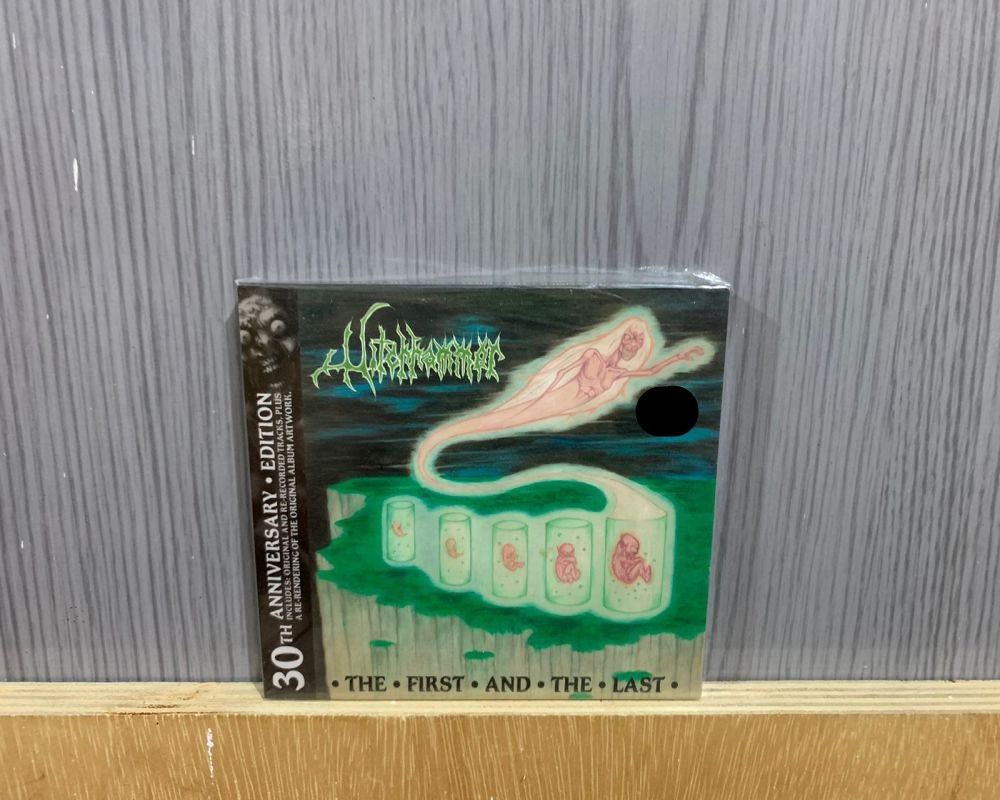 Witchhammer
30TH ANNIVERSARY • EDITION
INCLUDES: ORIGINAL AND RE-RECORDED TRACKS, PLUS
A RE-RENDERING OF THE ORIGINAL ALBUM ARTWORK.
• THE • FIRST • AND • THE • LAST •